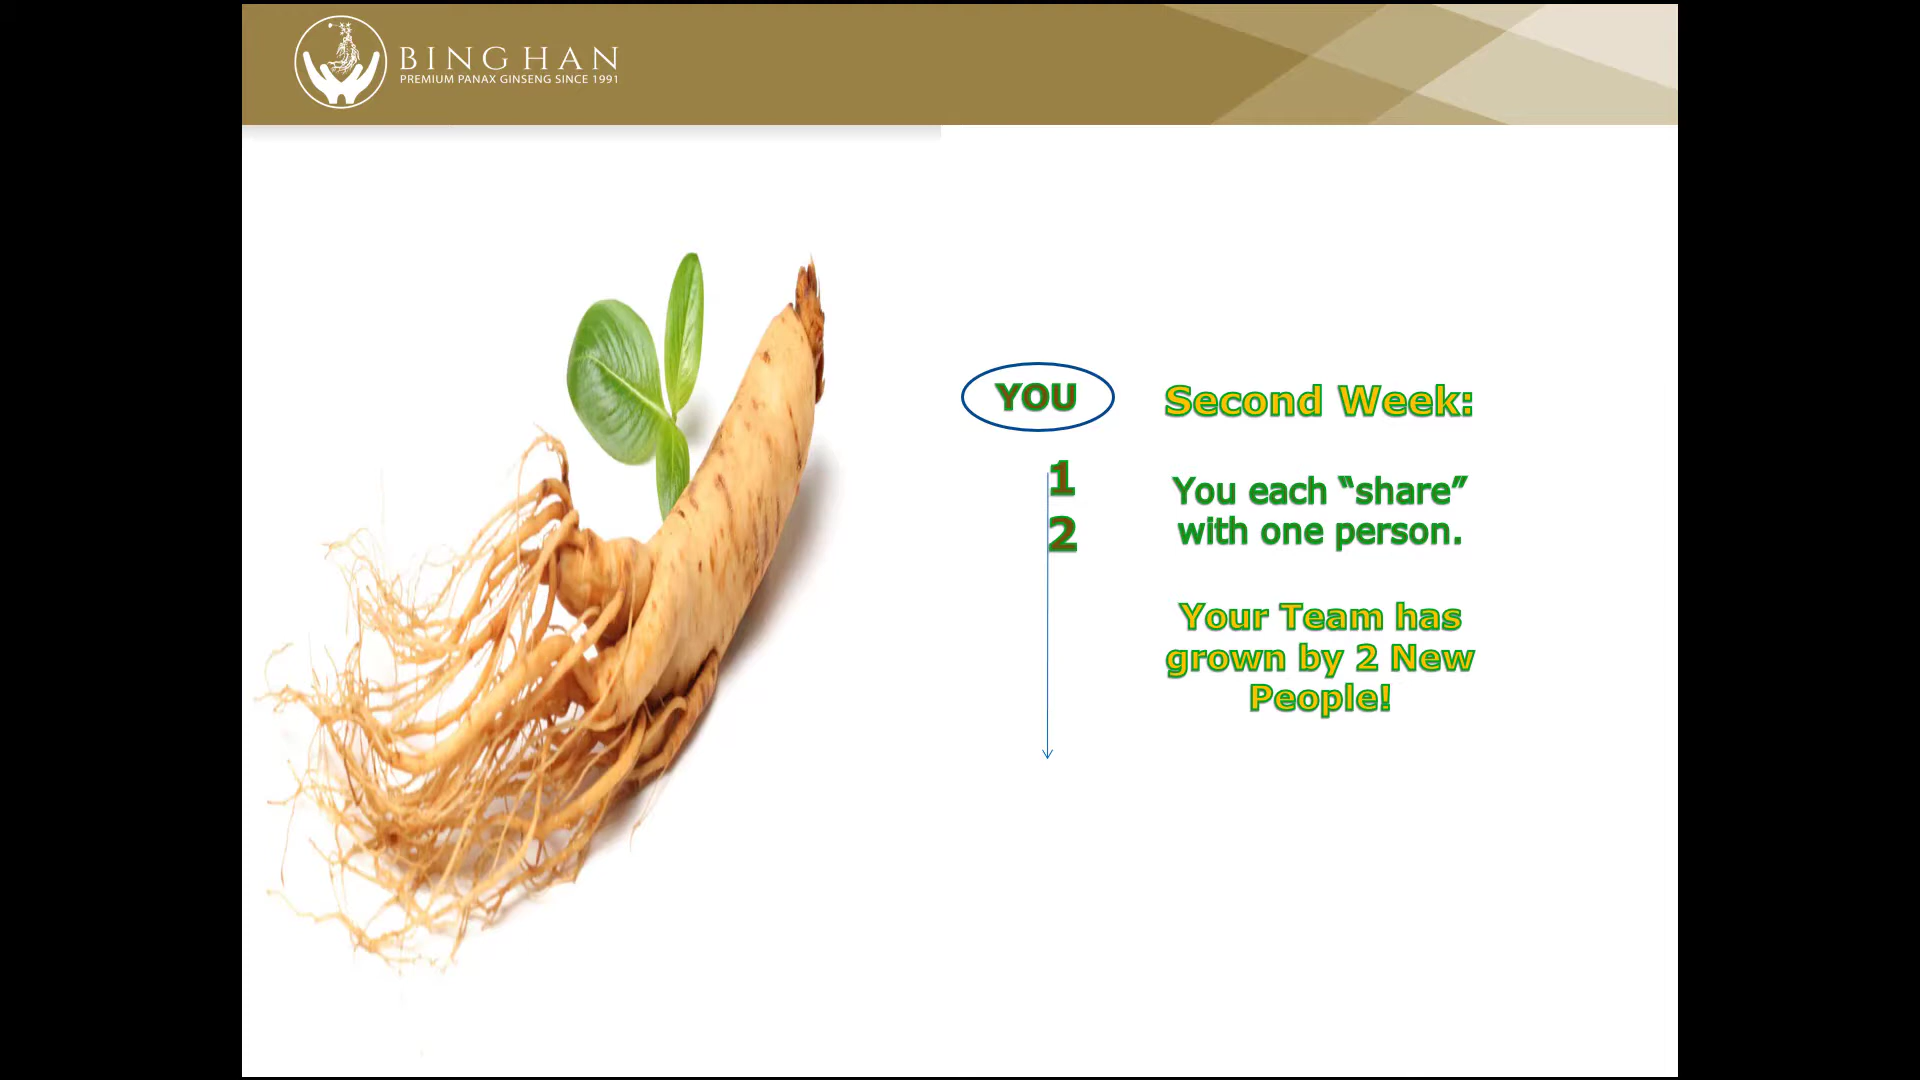 BINGHAN
PREMIUM PANAX GINSENG SINCE 1991
YOU
1
2
Second Week:
You each “share”
with one person.
Your Team has
grown by 2 New
People!